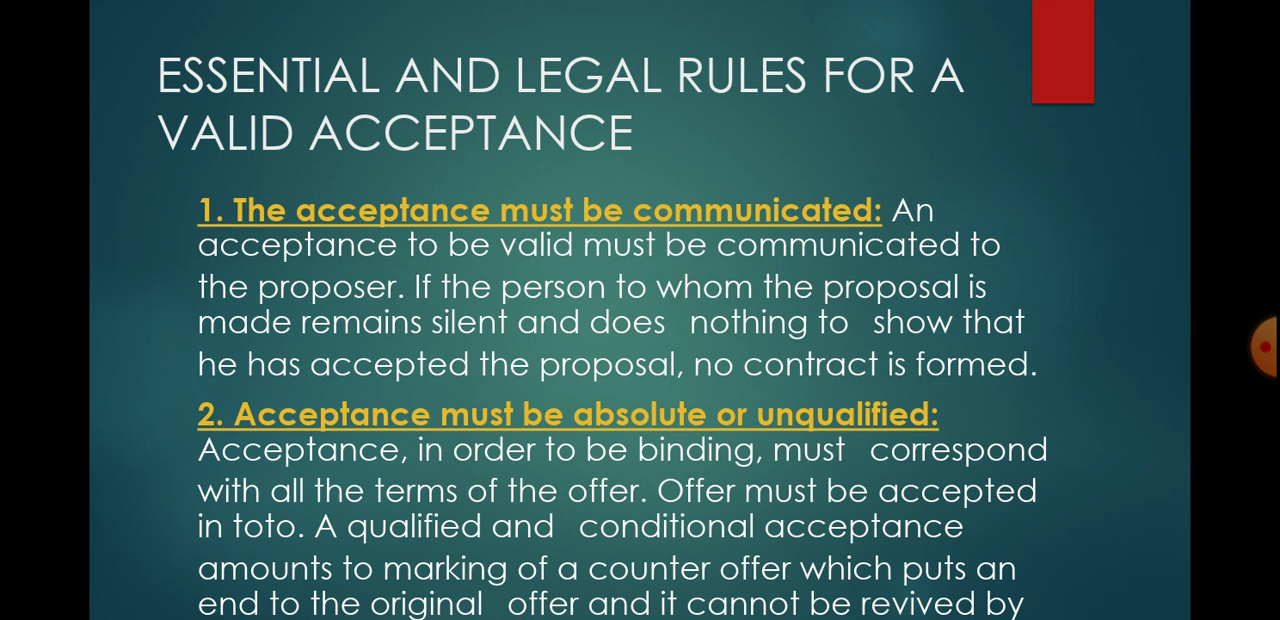 ESSENTIAL AND LEGAL RULES FOR A
VALID ACCEPTANCE
1. The acceptance must be communicated: An
acceptance to be valid must be communicated to
the proposer. If the person to whom the proposal is
made remains silent and does nothing to show that
he has accepted the proposal, no contract is formed.
2. Acceptance must be absolute or unqualified:
Acceptance, in order to be binding, must correspond
with all the terms of the offer. Offer must be accepted
in toto. A qualified and conditional acceptance
amounts to marking of a counter offer which puts an
end to the original offer and it cannot be revived by